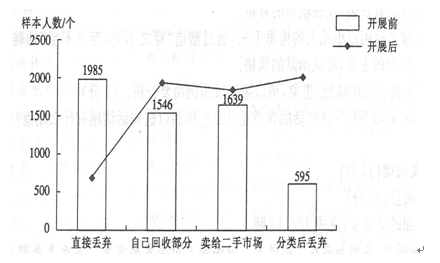 样本人数/个
开展前
开展后
2500
2000
1500
1000
500
0
1985
1546
1639
595
直接丢弃
自己回收部分
卖给二手市场
分类后丢弃